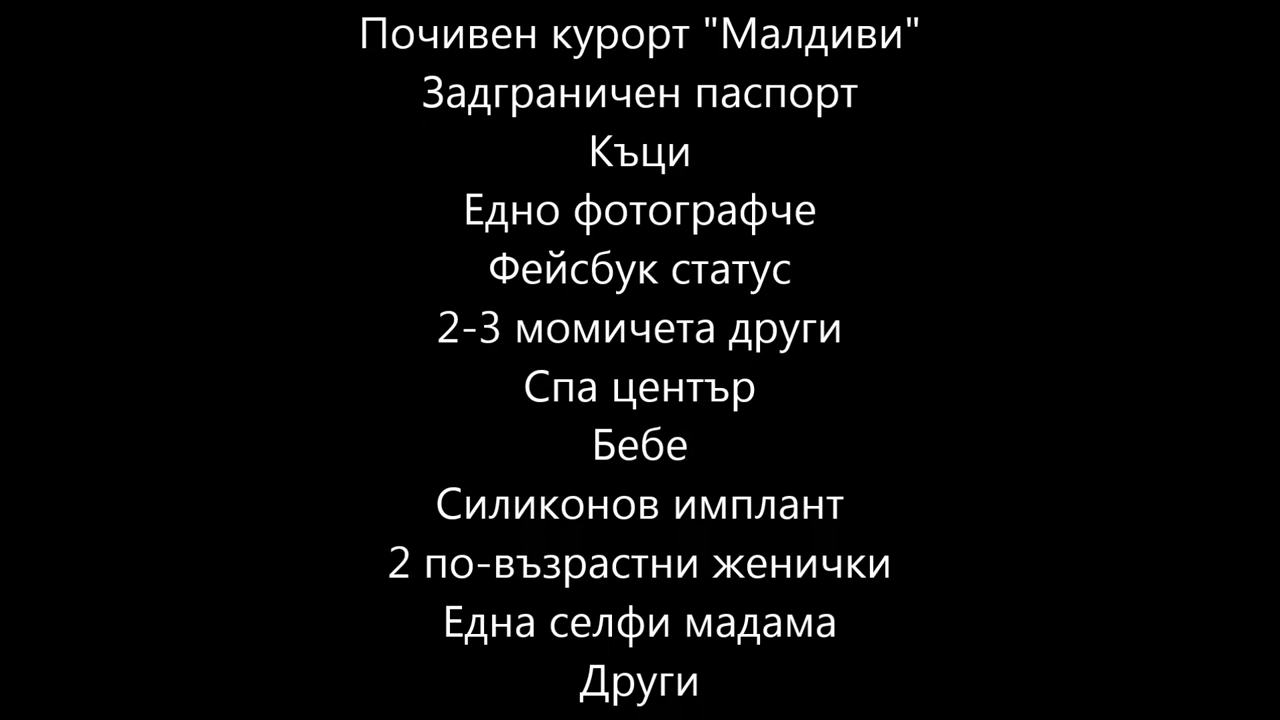 Почивен курорт "Малдиви"
Задграничен паспорт
Къци
Едно фотографче
Фейсбук статус
2-3 момичета други
Спа център
Бебе
Силиконов имплант
2 по-възрастни женички
Една селфи мадама
Други